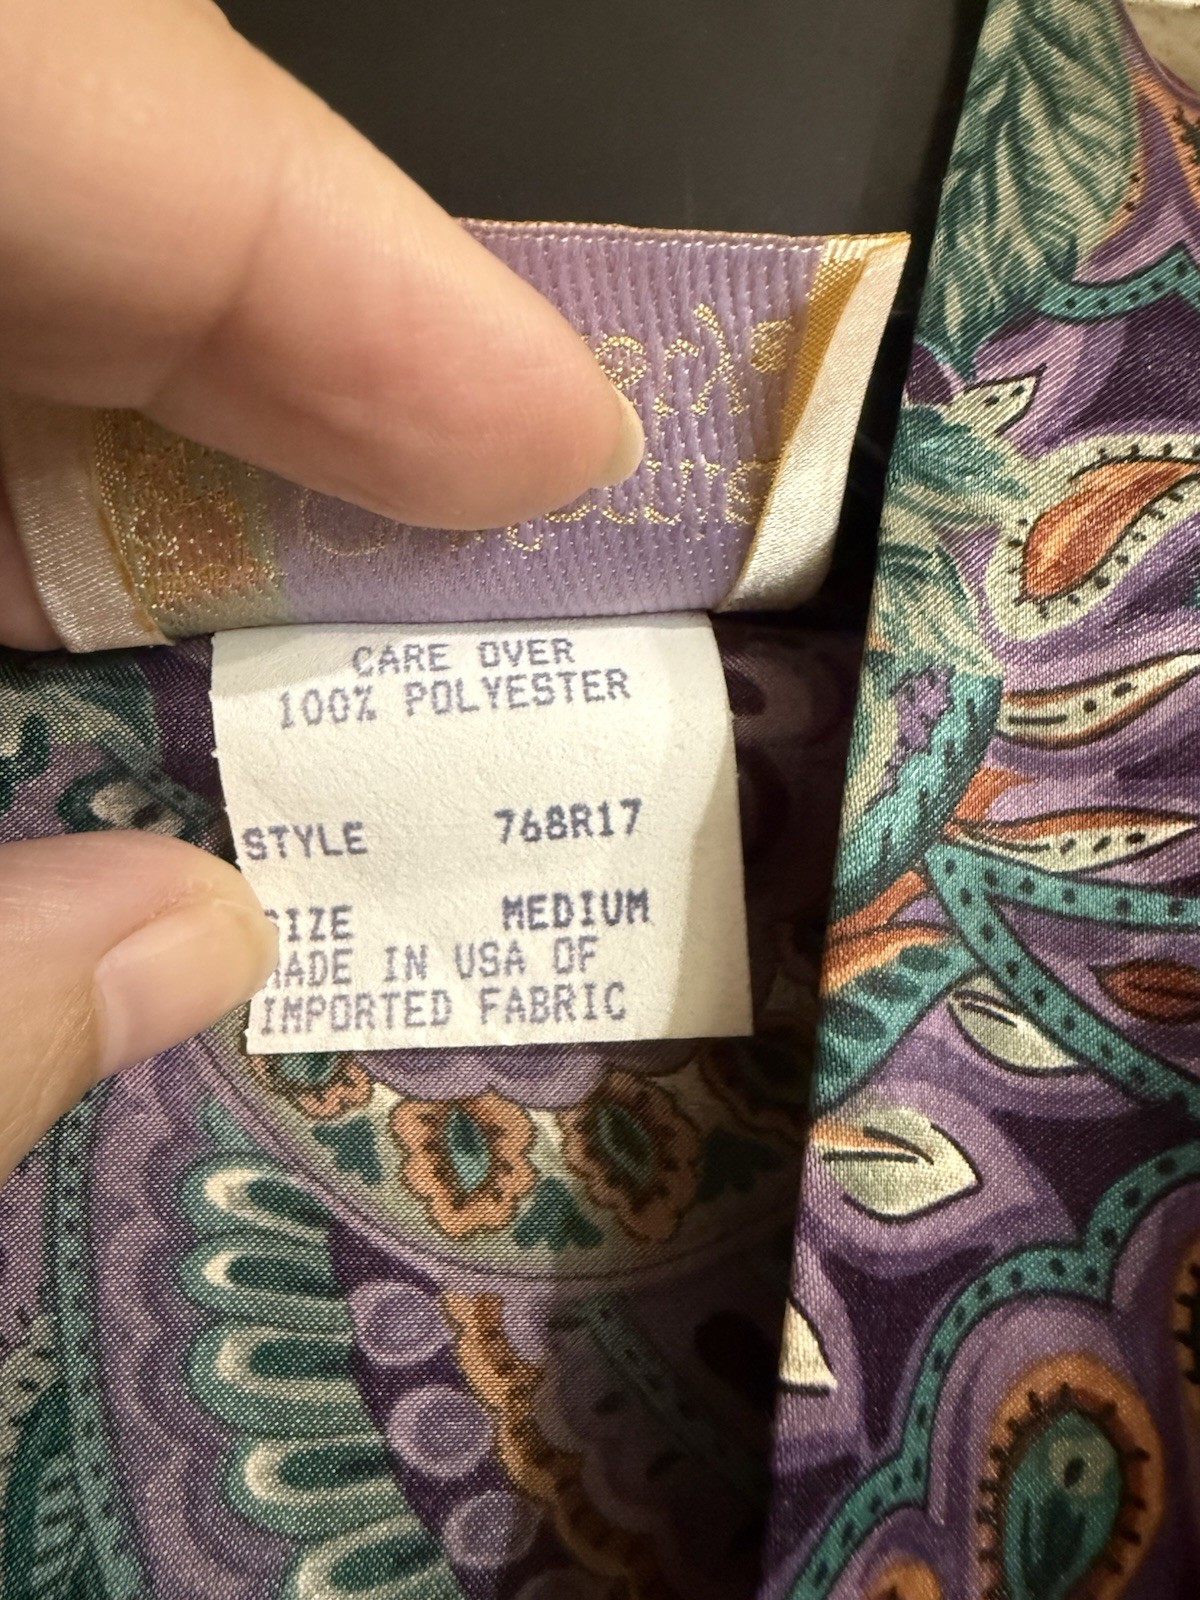 CARE OVER
100% POLYESTER
STYLE 768R17
SIZE MEDIUM
MADE IN USA OF
IMPORTED FABRIC